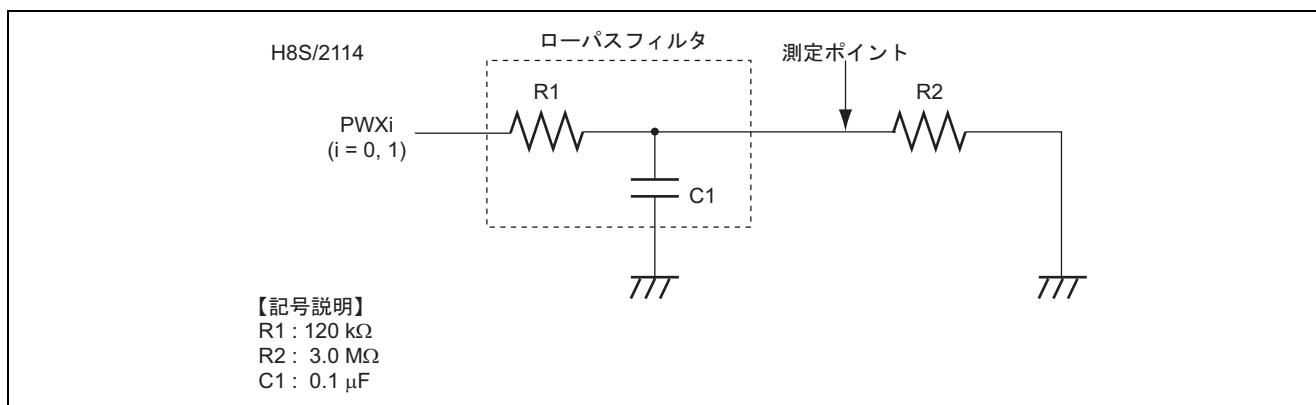 H8S/2114
ローパスフィルタ
測定ポイント
R1
R2
PWXi
(i = 0, 1)
C1
【記号説明】
R1 : 120 kΩ
R2 : 3.0 MΩ
C1 : 0.1 μF